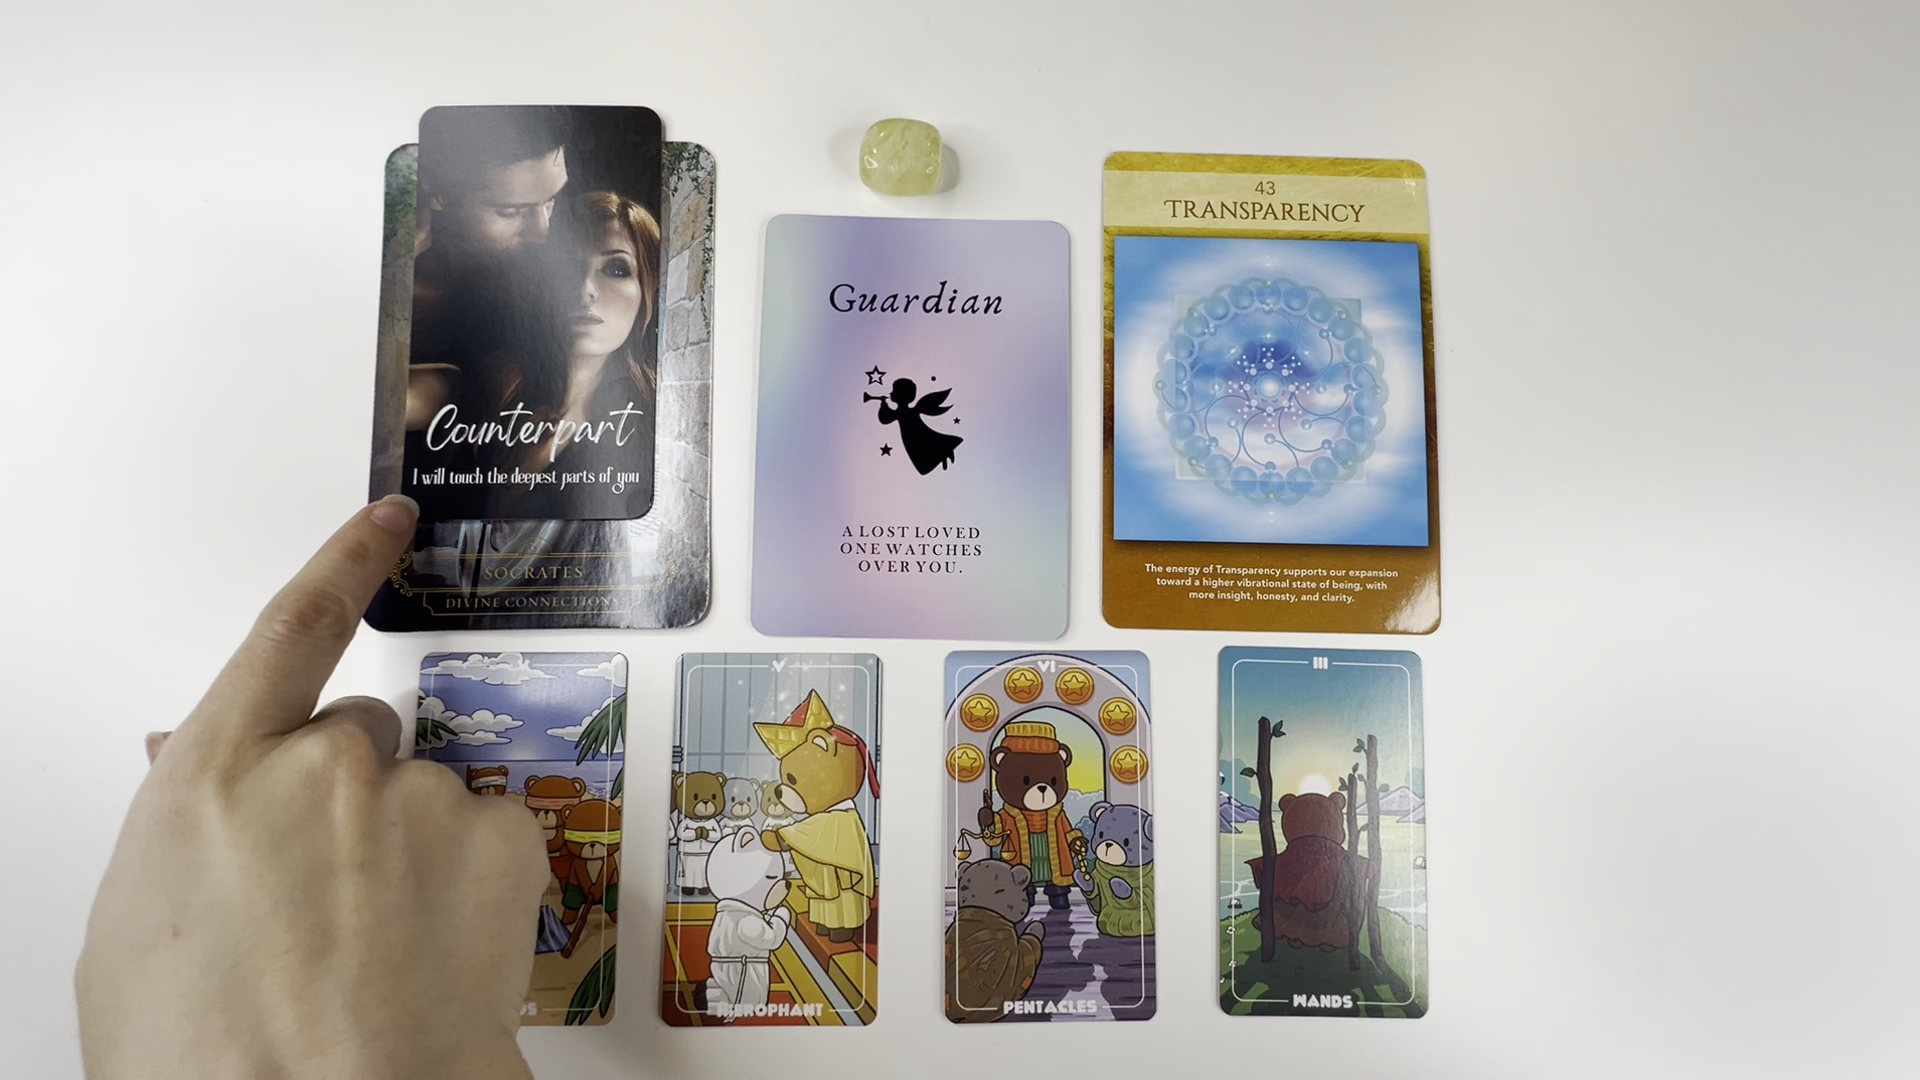 Counterpart
I will touch the deepest parts of you
SOCRATES
DIVINE CONNECTIONS
Guardian
A LOST LOVED
ONE WATCHES
OVER YOU.
43
TRANSPARENCY
The energy of Transparency supports our expansion
toward a higher vibrational state of being, with
more insight, honesty, and clarity.
V
HIEROPHANT
VI
PENTACLES
III
WANDS